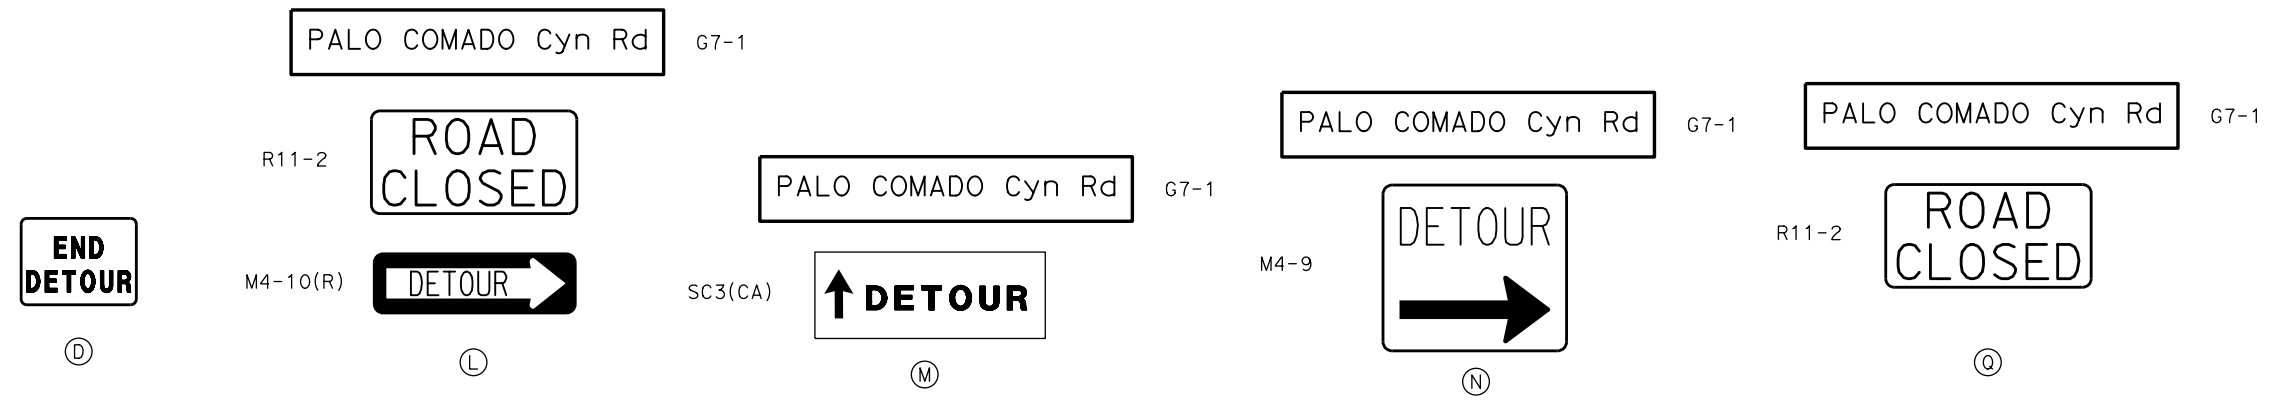 END
DETOUR
D
PALO COMADO Cyn Rd G7-1
R11-2
ROAD
CLOSED
M4-10(R) DETOUR
L
PALO COMADO Cyn Rd G7-1
SC3(CA) DETOUR
M
PALO COMADO Cyn Rd G7-1
DETOUR
M4-9
N
PALO COMADO Cyn Rd G7-1
R11-2
ROAD
CLOSED
Q